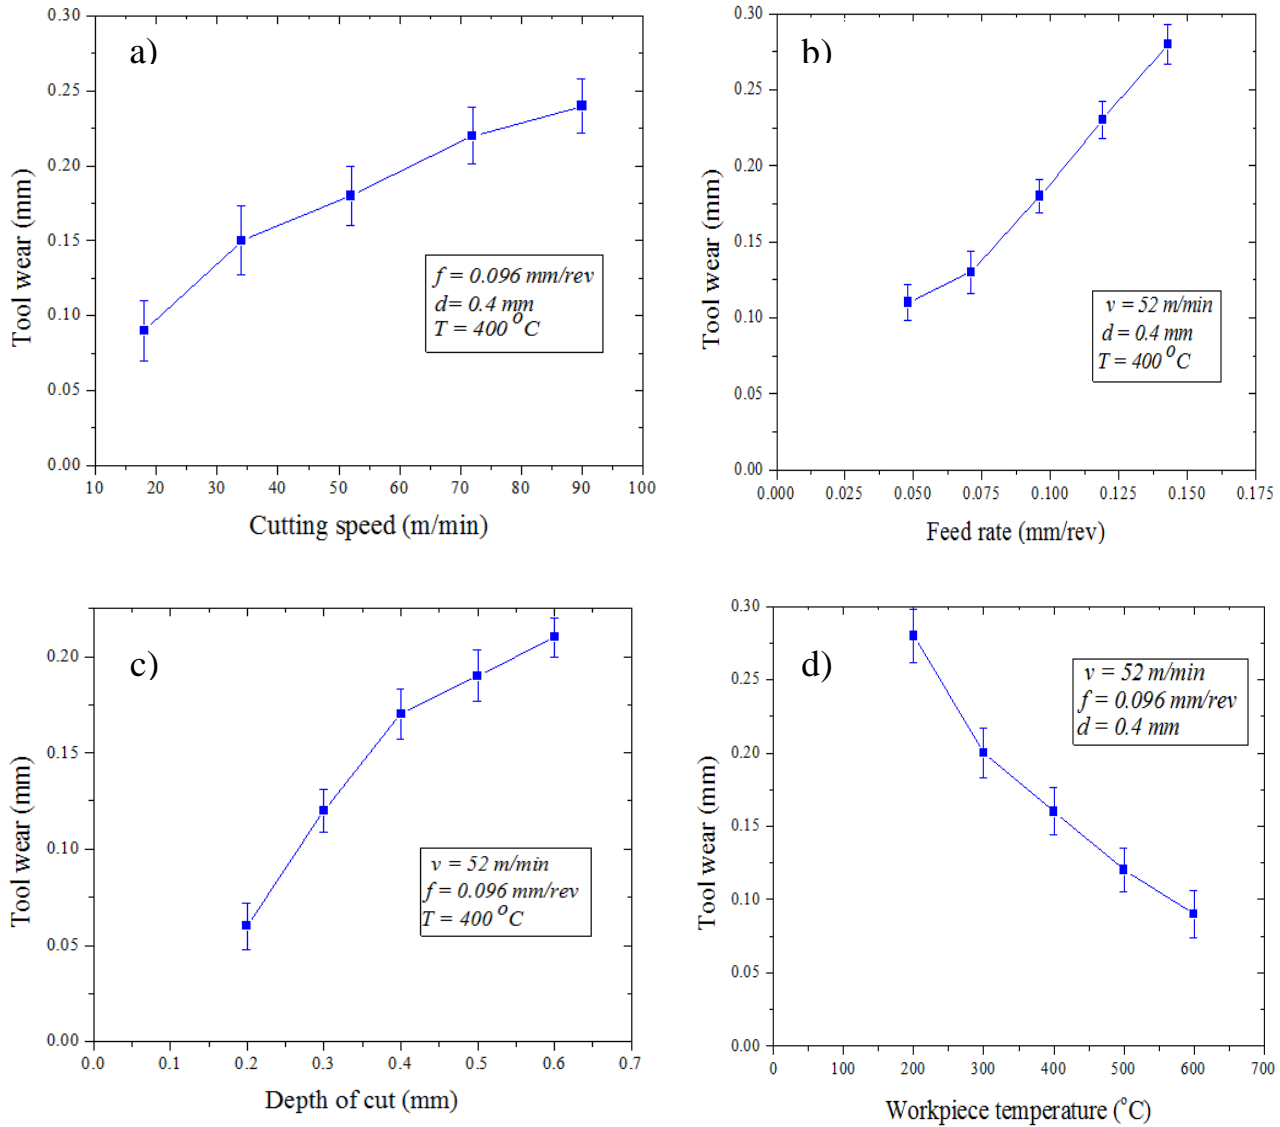 a)
0.30
0.25
0.20
0.15
0.10
0.05
0.00
Tool wear (mm)
f = 0.096 mm/rev
d= 0.4 mm
T = 400 °C
10 20 30 40 50 60 70 80 90 100
Cutting speed (m/min)
b)
0.30
0.25
0.20
0.15
0.10
0.05
0.00
Tool wear (mm)
v = 52 m/min
d = 0.4 mm
T = 400 °C
0.000 0.025 0.050 0.075 0.100 0.125 0.150 0.175
Feed rate (mm/rev)
c)
0.20
0.15
0.10
0.05
0.00
Tool wear (mm)
v = 52 m/min
f = 0.096 mm/rev
T = 400 °C
0.0 0.1 0.2 0.3 0.4 0.5 0.6 0.7
Depth of cut (mm)
d)
0.30
0.25
0.20
0.15
0.10
0.05
0.00
Tool wear (mm)
v = 52 m/min
f = 0.096 mm/rev
d = 0.4 mm
0 100 200 300 400 500 600 700
Workpiece temperature (°C)